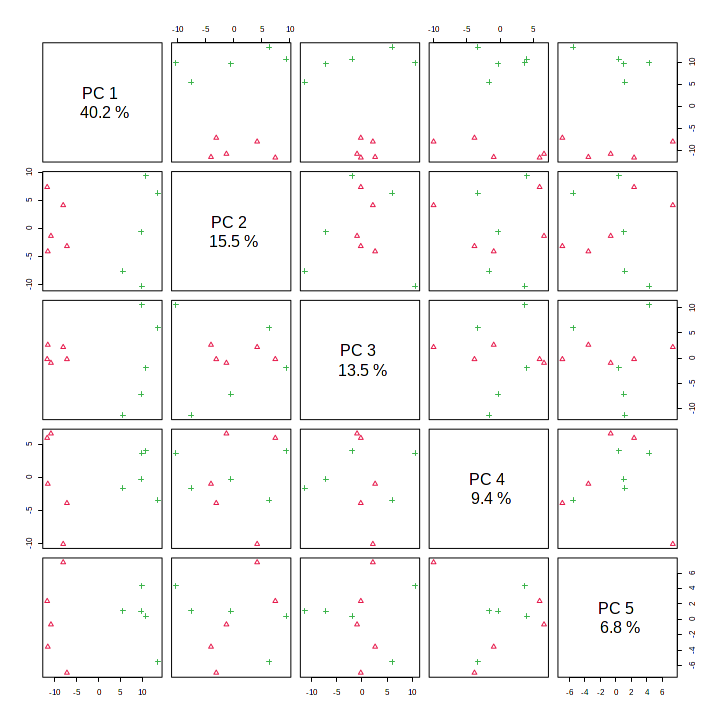 -10 -5 0 5 10
-10 -5 0 5
PC 1
40.2 %
-10 -5 0 5 10
-10 -5 0 5 10
PC 2
15.5 %
PC 3
13.5 %
-10 -5 0 5 10
-10 -5 0 5
PC 4
9.4 %
PC 5
6.8 %
-6 -4 -2 0 2 4 6
-10 -5 0 5 10
-10 -5 0 5 10
-6 -4 -2 0 2 4 6